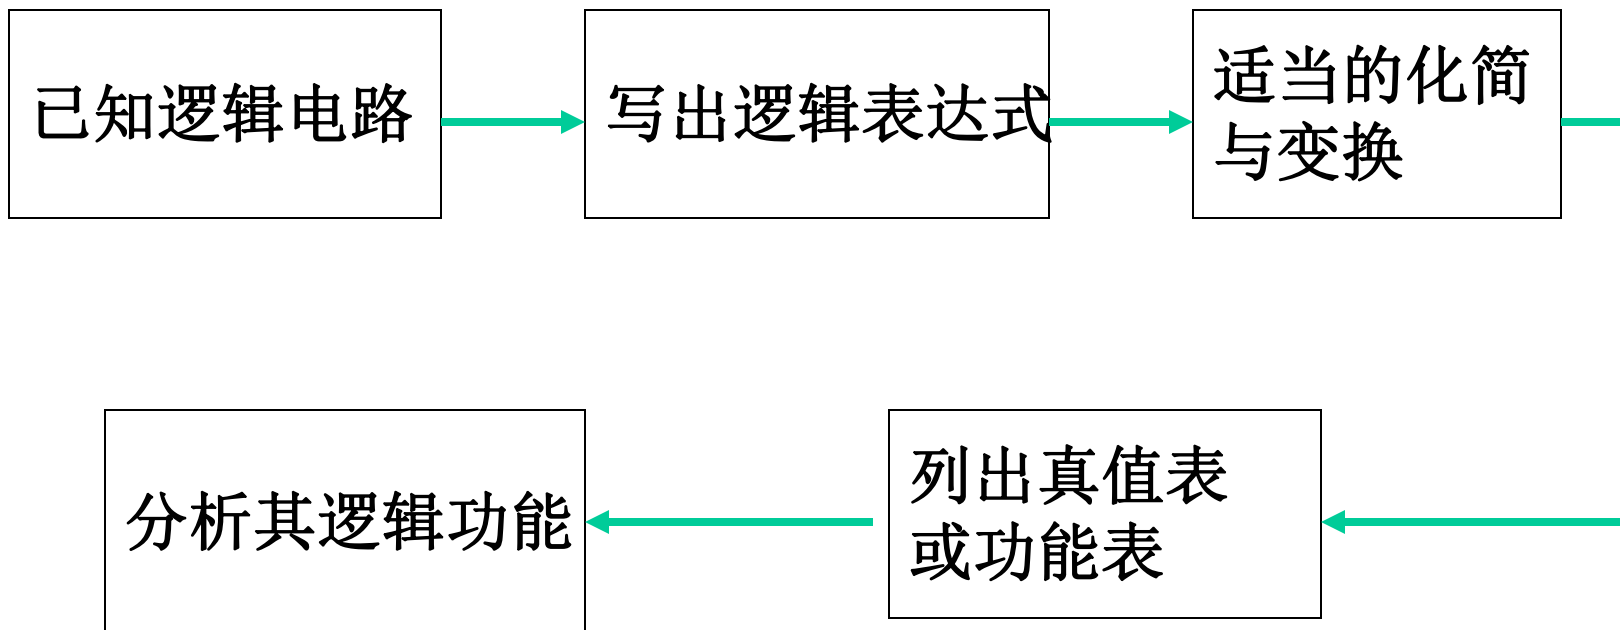 已知逻辑电路
写出逻辑表达式
适当的化简
与变换
列出真值表
或功能表
分析其逻辑功能